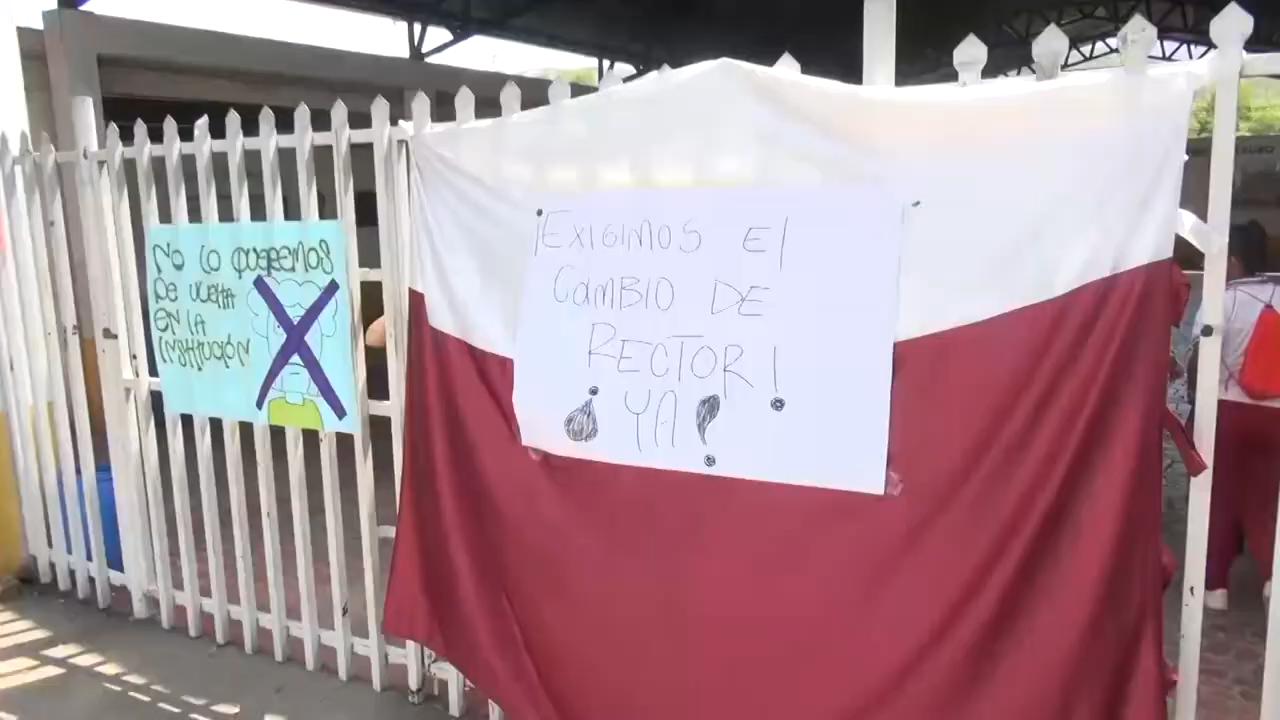 No lo queremos
De vuelta
en la
institución
¡EXIGIMOS El
CamBIO DE
RECTOR!
¡YA!